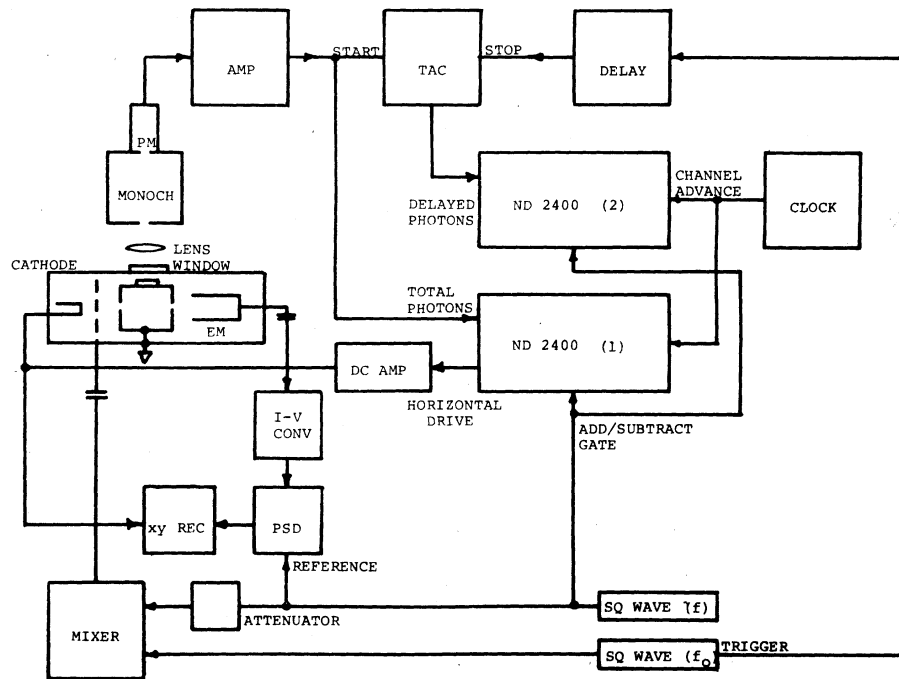 AMP
START
TAC
STOP
DELAY
PM
MONOCH
CHANNEL
ADVANCE
DELAYED
PHOTONS
ND 2400 (2)
CLOCK
LENS
WINDOW
CATHODE
TOTAL
PHOTONS
EM
ND 2400 (1)
DC AMP
HORIZONTAL
DRIVE
I-V
CONV
ADD/SUBTRACT
GATE
xy REC
PSD
REFERENCE
ATTENUATOR
SQ WAVE (f)
MIXER
SQ WAVE (fo)
TRIGGER